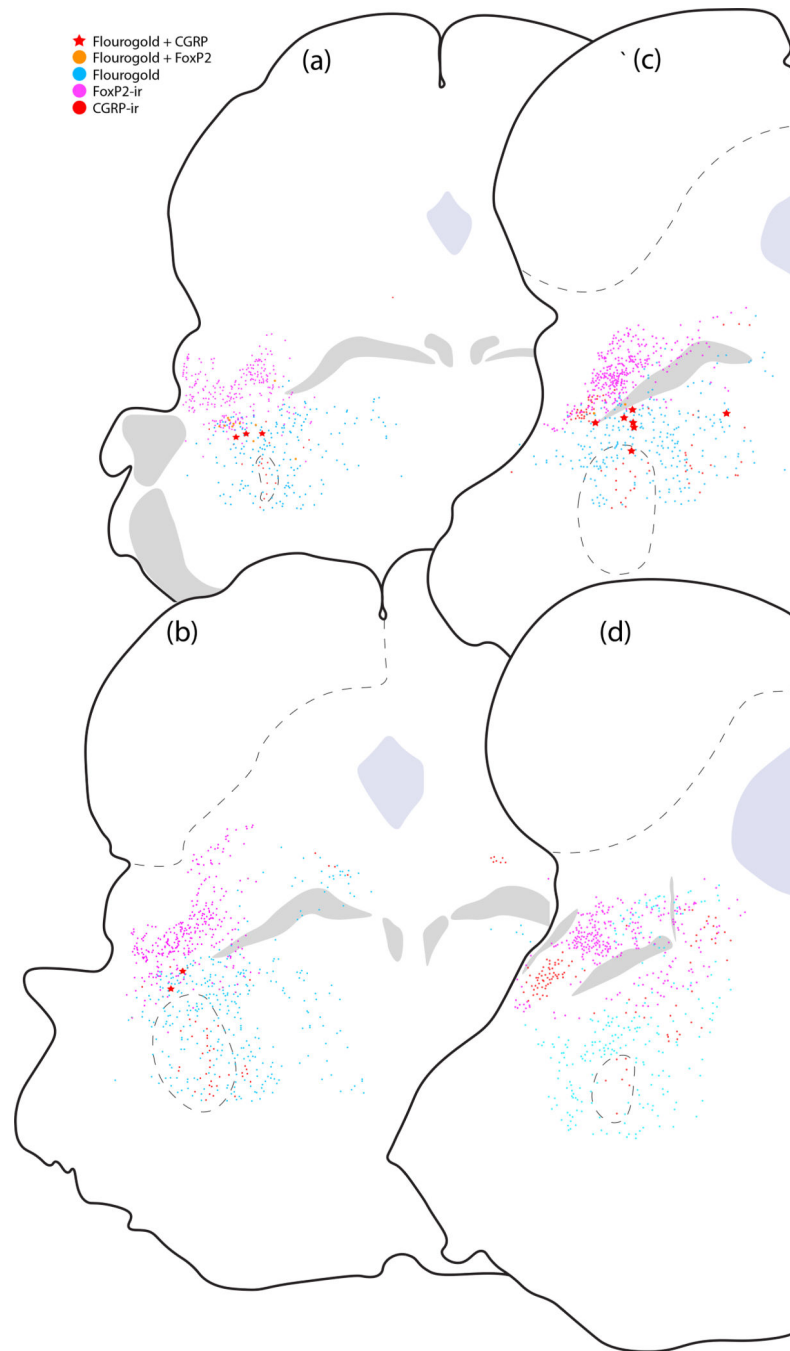 Flourogold + CGRP
Flourogold + FoxP2
Flourogold
FoxP2-ir
CGRP-ir
(a)
(c)
(b)
(d)